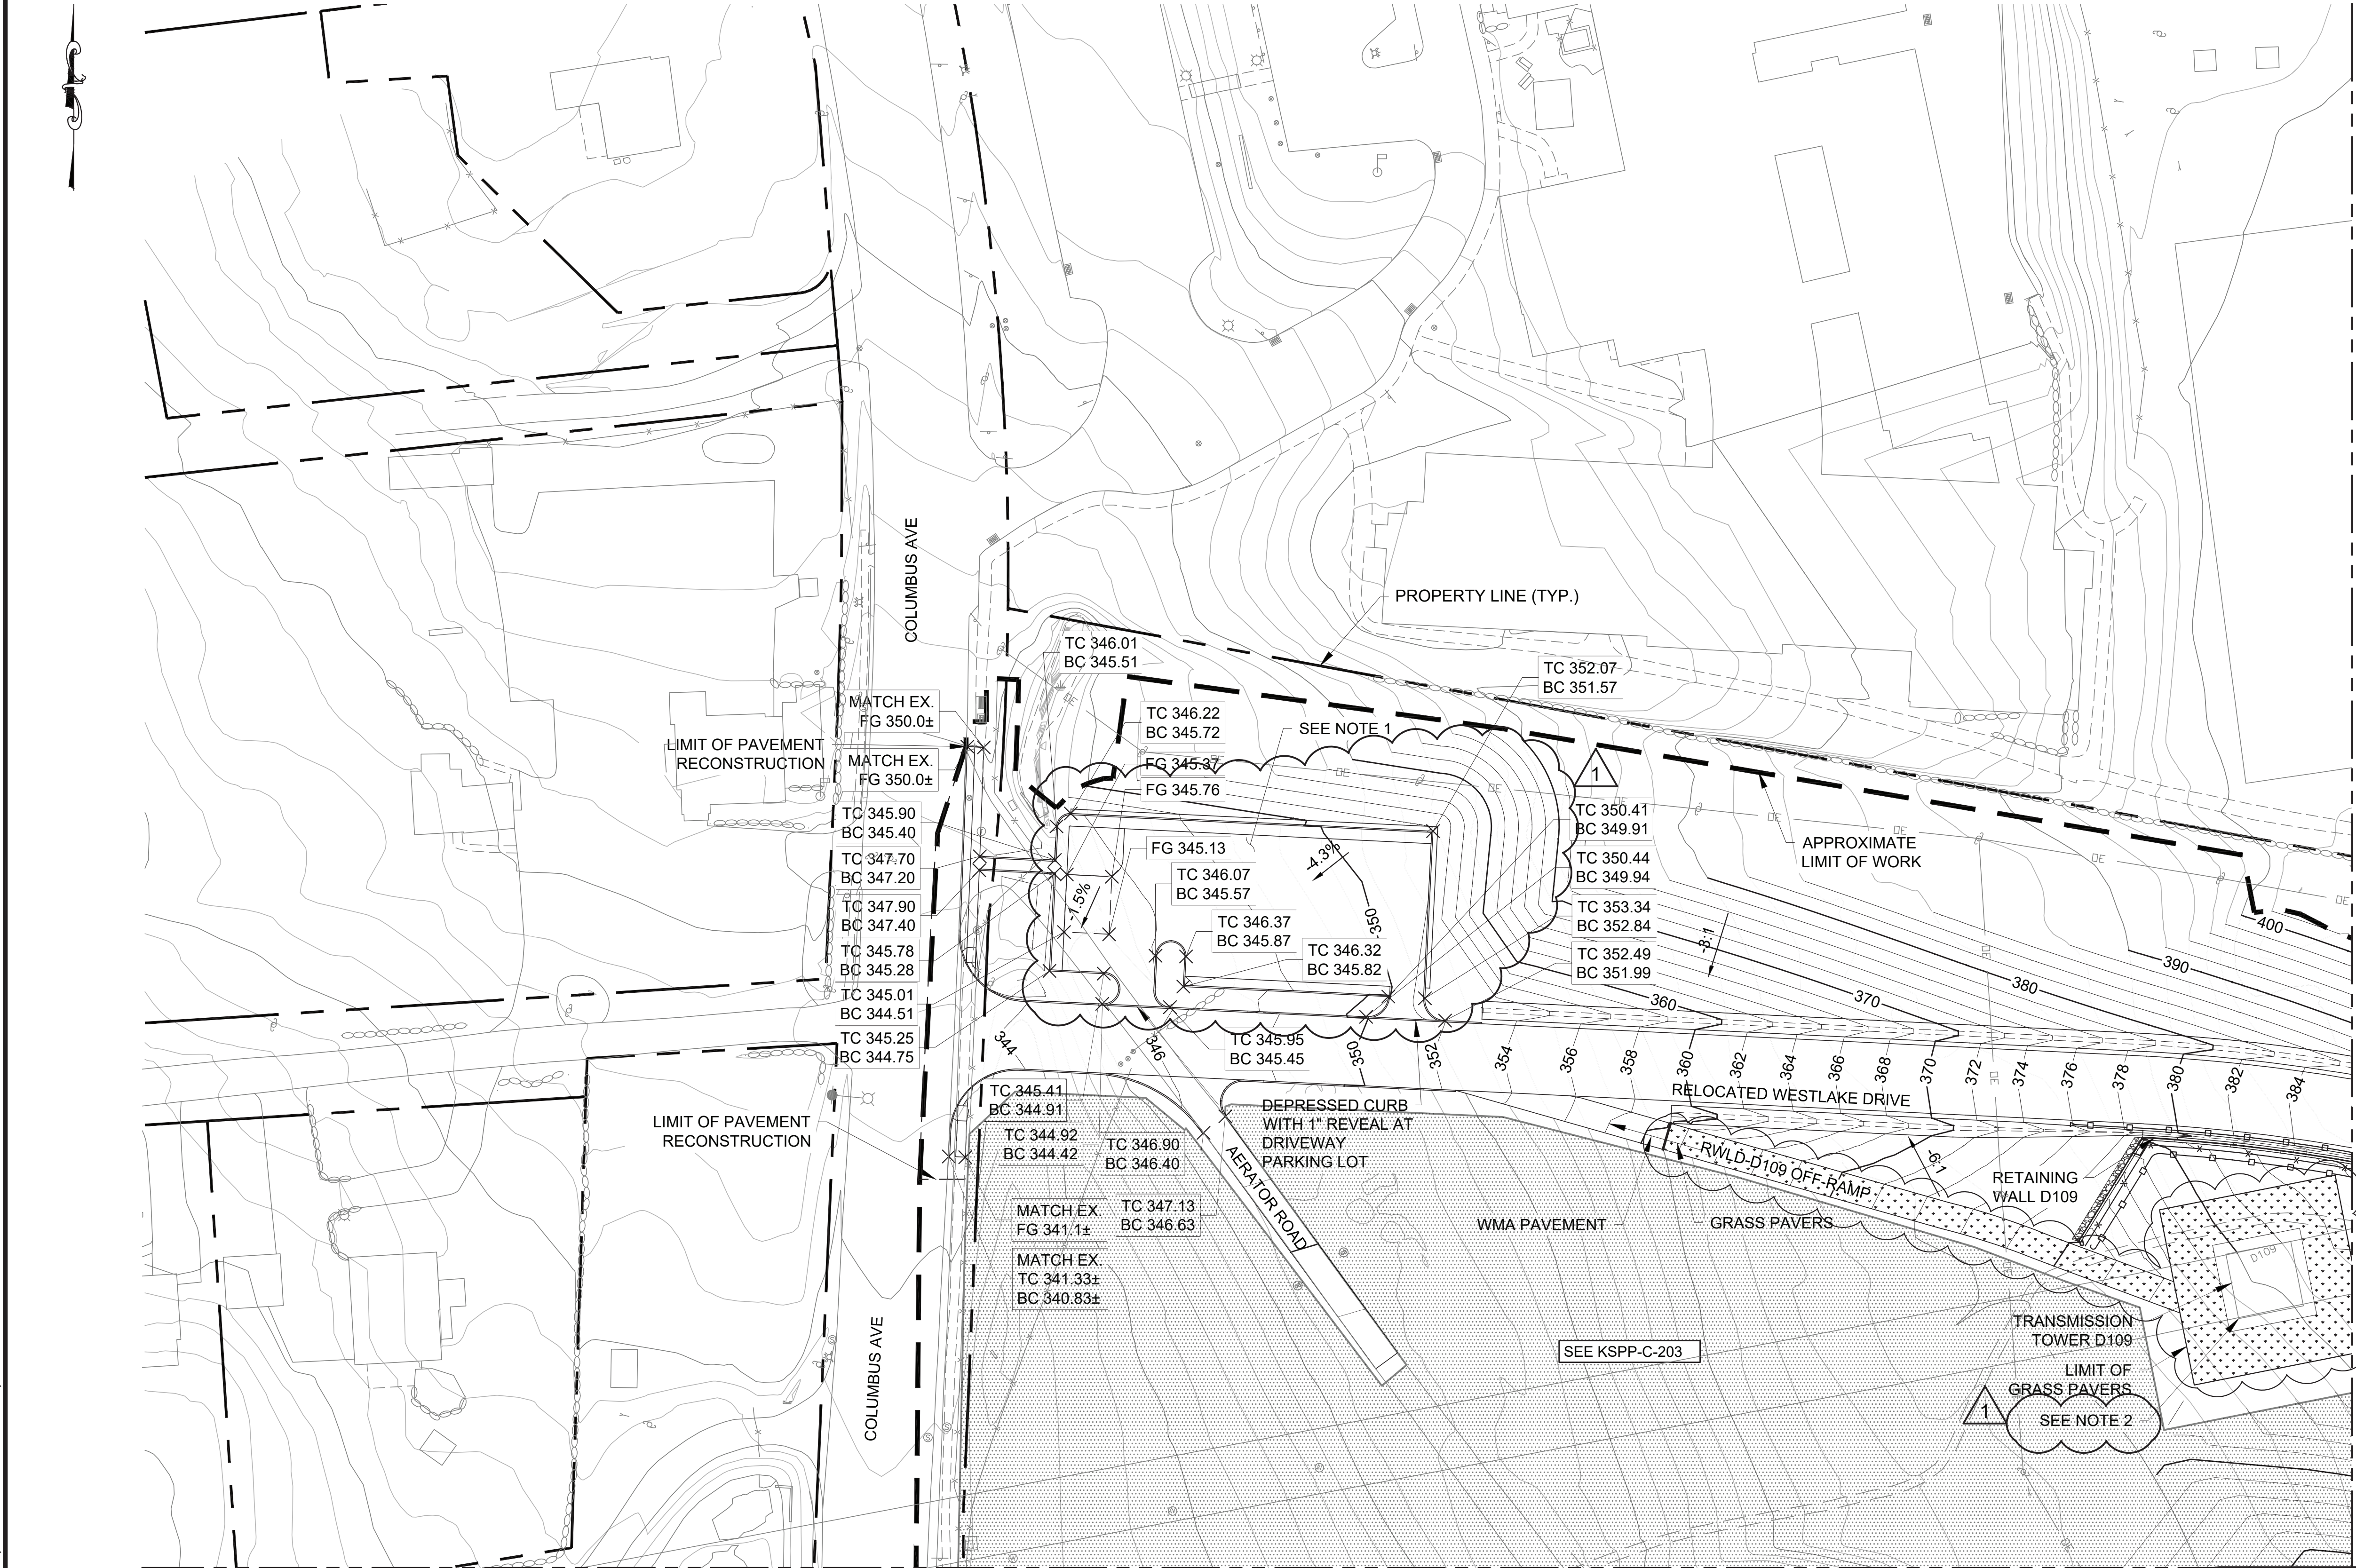 COLUMBUS AVE
PROPERTY LINE (TYP.)
TC 346.01
BC 345.51
TC 352.07
BC 351.57
MATCH EX.
FG 350.0±
TC 346.22
BC 345.72
SEE NOTE 1
LIMIT OF PAVEMENT
RECONSTRUCTION
MATCH EX.
FG 350.0±
FG 345.37
FG 345.76
1
OE
OE
OE
OE
OE
OE
OE
TC 345.90
BC 345.40
TC 350.41
BC 349.91
APPROXIMATE
LIMIT OF WORK
FG 345.13
-4.3%
TC 347.70
BC 347.20
TC 350.44
BC 349.94
TC 346.07
BC 345.57
-1.5%
TC 347.90
BC 347.40
TC 353.34
BC 352.84
TC 346.37
BC 345.87
350
400
-3:1
TC 345.78
BC 345.28
TC 346.32
BC 345.82
TC 352.49
BC 351.99
390
380
370
360
TC 345.01
BC 344.51
TC 345.25
BC 344.75
TC 345.95
BC 345.45
344
346
350
352
354
356
358
360
362
364
366
368
370
372
374
376
378
380
382
384
RELOCATED WESTLAKE DRIVE
TC 345.41
BC 344.91
DEPRESSED CURB
WITH 1" REVEAL AT
DRIVEWAY
PARKING LOT
LIMIT OF PAVEMENT
RECONSTRUCTION
TC 344.92
BC 344.42
TC 346.90
BC 346.40
AERATOR ROAD
RWLD-D109 OFF-RAMP
-6:1
RETAINING
WALL D109
MATCH EX.
FG 341.1±
TC 347.13
BC 346.63
WMA PAVEMENT
GRASS PAVERS
D109
MATCH EX.
TC 341.33±
BC 340.83±
TRANSMISSION
TOWER D109
SEE KSPP-C-203
COLUMBUS AVE
LIMIT OF
GRASS PAVERS
1
SEE NOTE 2